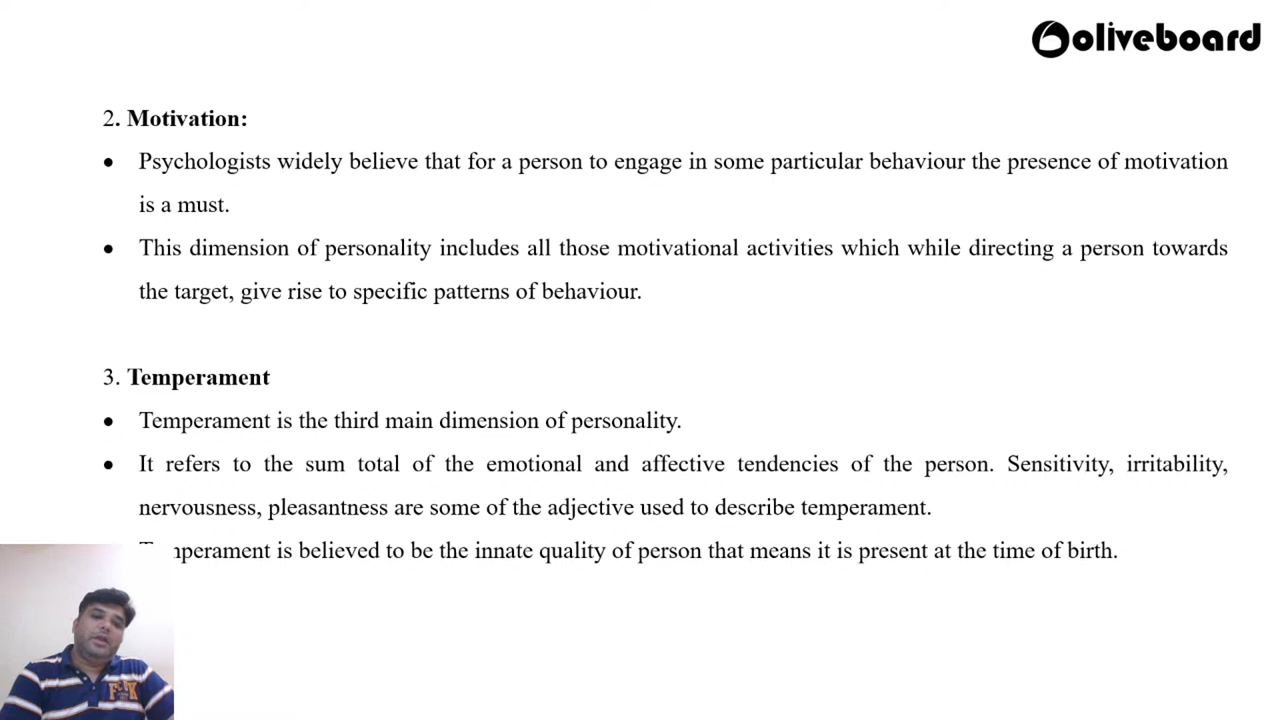 oliveboard
2. Motivation:
• Psychologists widely believe that for a person to engage in some particular behaviour the presence of motivation
is a must.
• This dimension of personality includes all those motivational activities which while directing a person towards
the target, give rise to specific patterns of behaviour.
3. Temperament
• Temperament is the third main dimension of personality.
• It refers to the sum total of the emotional and affective tendencies of the person. Sensitivity, irritability,
nervousness, pleasantness are some of the adjective used to describe temperament.
Temperament is believed to be the innate quality of person that means it is present at the time of birth.